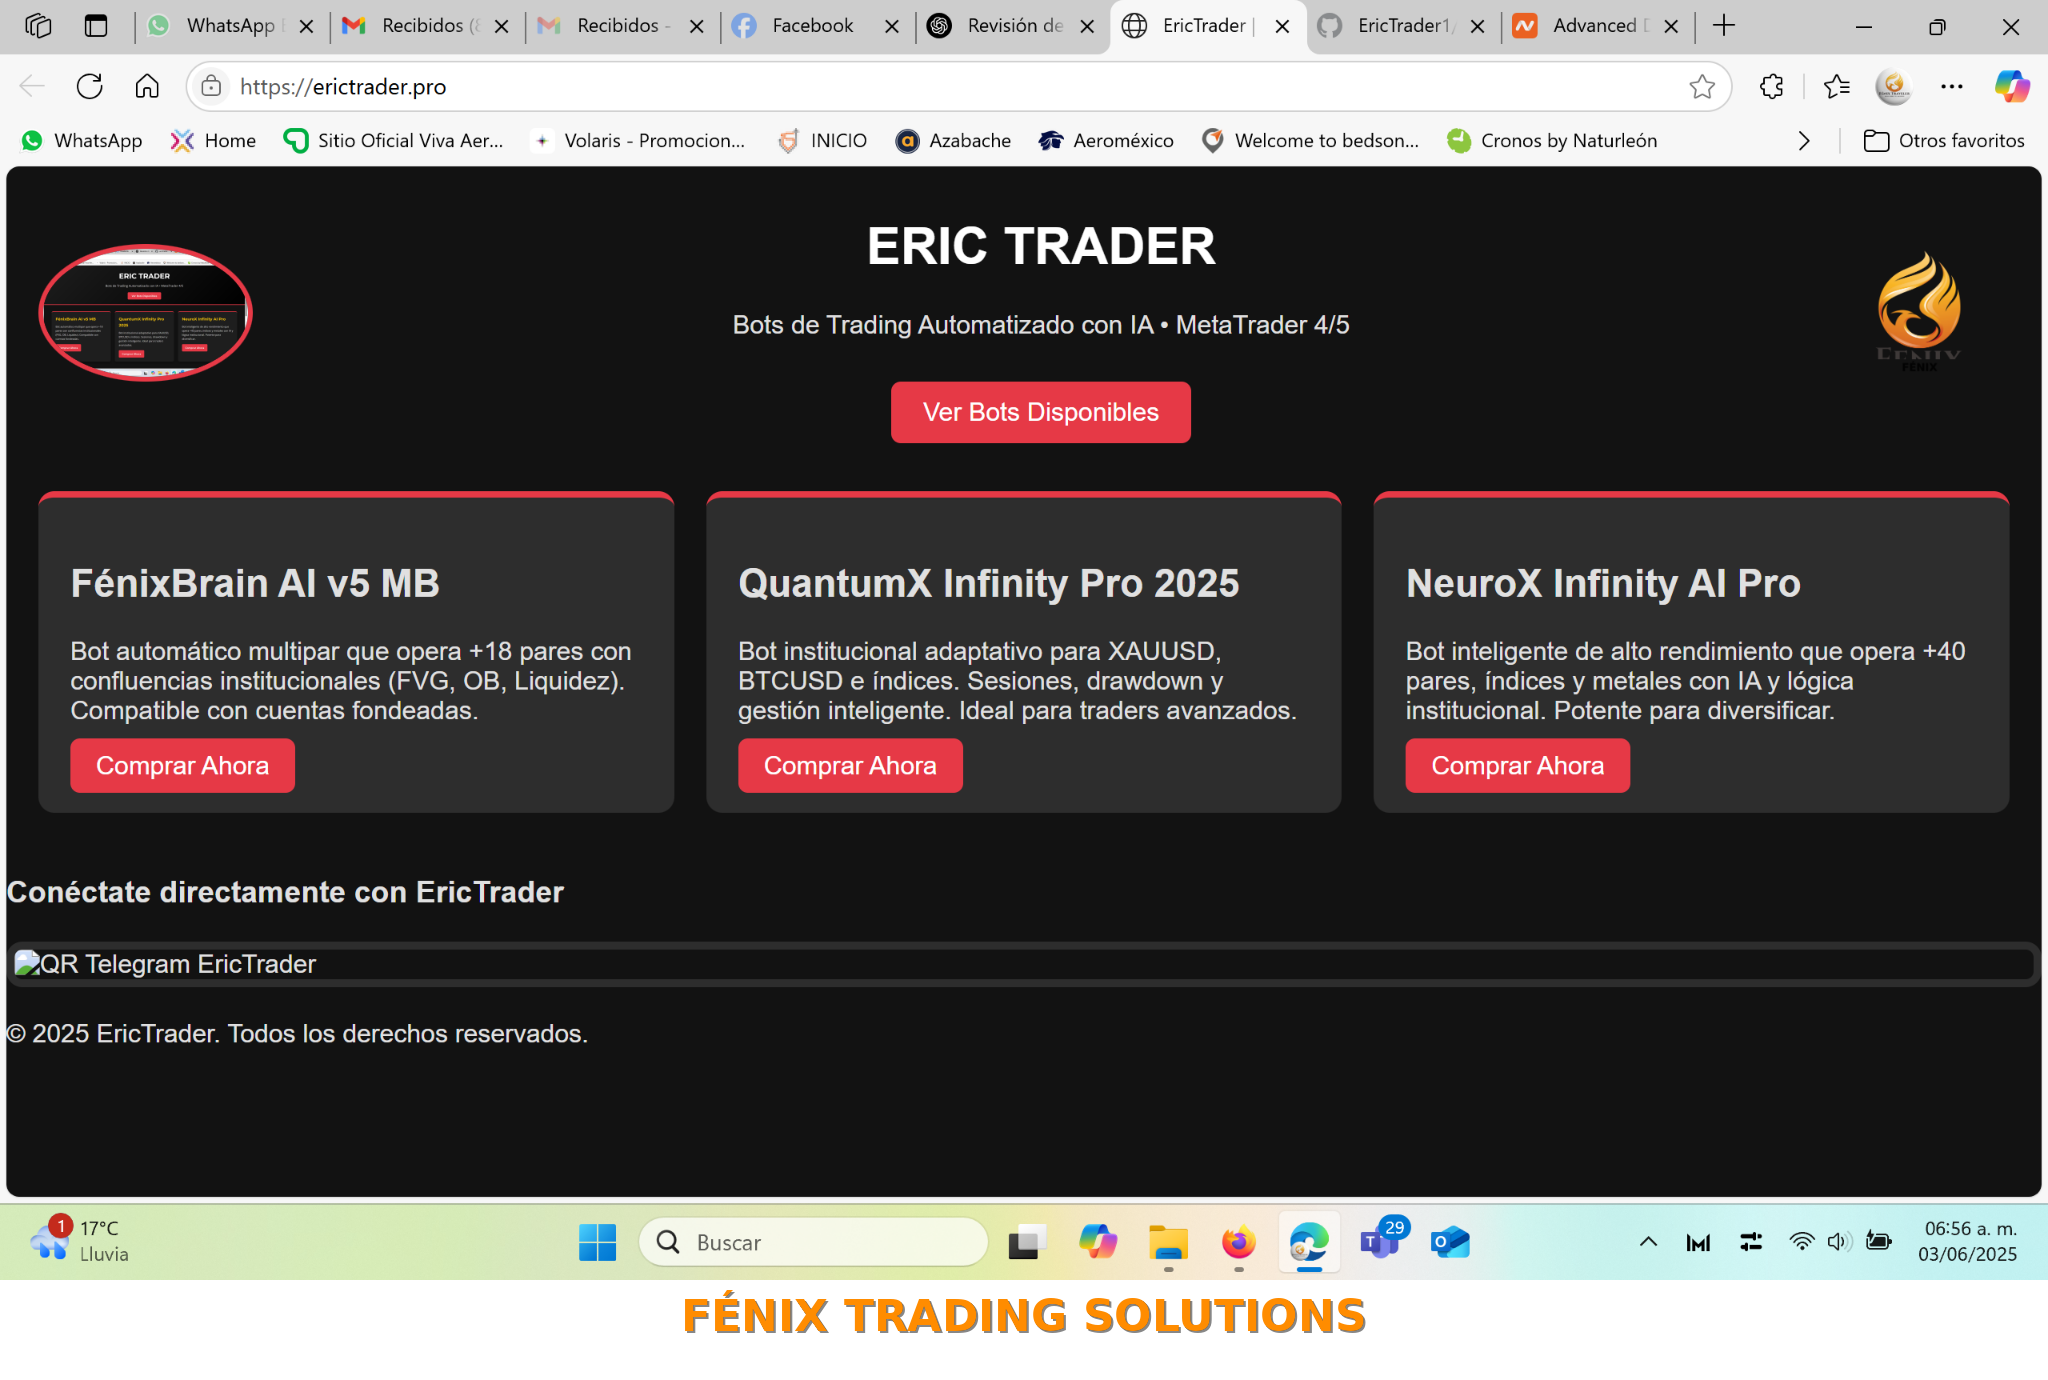 WhatsApp
Recibidos (8
Recibidos -
Facebook
Revisión de
EricTrader |
EricTrader1/
Advanced D
https://erictrader.pro
WhatsApp
Home
Sitio Oficial Viva Aer...
Volaris - Promocion...
INICIO
Azabache
Aeroméxico
Welcome to bedson...
Cronos by Naturleón
Otros favoritos
ERIC TRADER
Bots de Trading Automatizado con IA • MetaTrader 4/5
Ver Bots Disponibles
ERIC TRADER
FÉNIX
FénixBrain AI v5 MB
Bot automático multipar que opera +18 pares con
confluencias institucionales (FVG, OB, Liquidez).
Compatible con cuentas fondeadas.
Comprar Ahora
QuantumX Infinity Pro 2025
Bot institucional adaptativo para XAUUSD,
BTCUSD e índices. Sesiones, drawdown y
gestión inteligente. Ideal para traders avanzados.
Comprar Ahora
NeuroX Infinity AI Pro
Bot inteligente de alto rendimiento que opera +40
pares, índices y metales con IA y lógica
institucional. Potente para diversificar.
Comprar Ahora
Conéctate directamente con EricTrader
QR Telegram EricTrader
© 2025 EricTrader. Todos los derechos reservados.
1
17°C
Lluvia
Buscar
29
06:56 a. m.
03/06/2025
FÉNIX TRADING SOLUTIONS